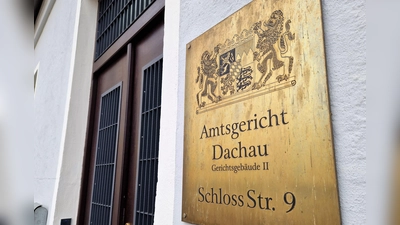 Amtsgericht
Dachau
Gerichtsgebäude II
Schloss Str. 9